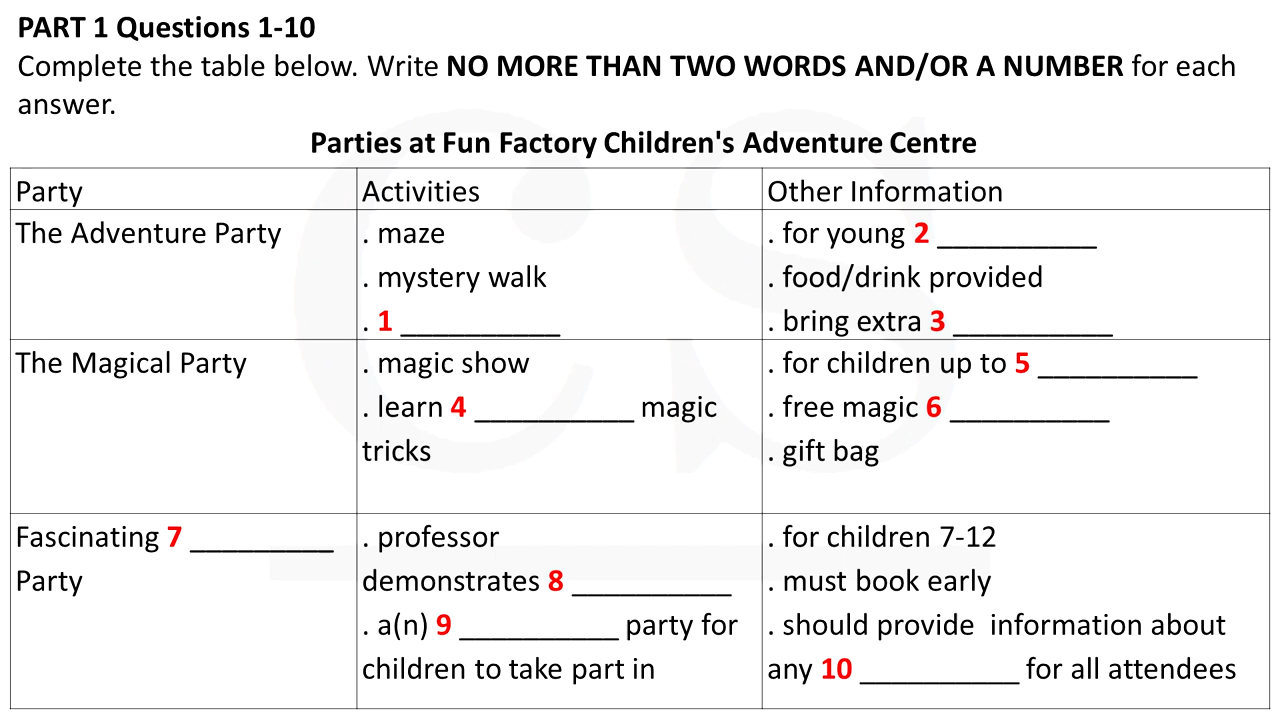 PART 1 Questions 1-10
Complete the table below. Write NO MORE THAN TWO WORDS AND/OR A NUMBER for each
answer.
Parties at Fun Factory Children's Adventure Centre
Party
Activities
Other Information
The Adventure Party
. maze
. mystery walk
. 1 __________
. for young 2 __________
. food/drink provided
. bring extra 3 __________
The Magical Party
. magic show
. learn 4 __________ magic
tricks
. for children up to 5 __________
. free magic 6 __________
. gift bag
Fascinating 7 _________
Party
. professor
demonstrates 8 __________
. a(n) 9 __________ party for
children to take part in
. for children 7-12
. must book early
. should provide  information about
any 10 __________ for all attendees
CS